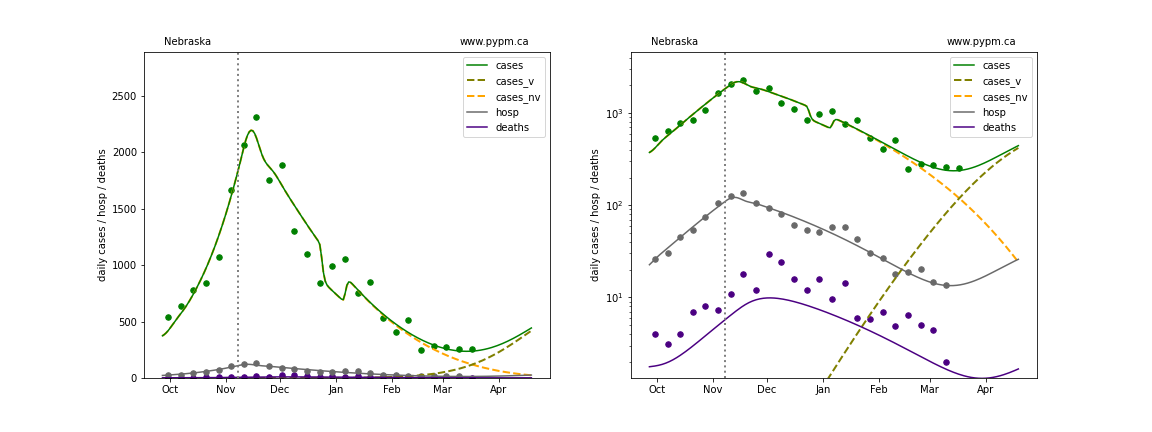 Nebraska www.pypm.ca
cases
cases_v
cases_nv
hosp
deaths
2500
2000
1500
1000
500
0
daily cases / hosp / deaths
Oct Nov Dec Jan Feb Mar Apr
Nebraska www.pypm.ca
cases
cases_v
cases_nv
hosp
deaths
10³
10²
10¹
daily cases / hosp / deaths
Oct Nov Dec Jan Feb Mar Apr